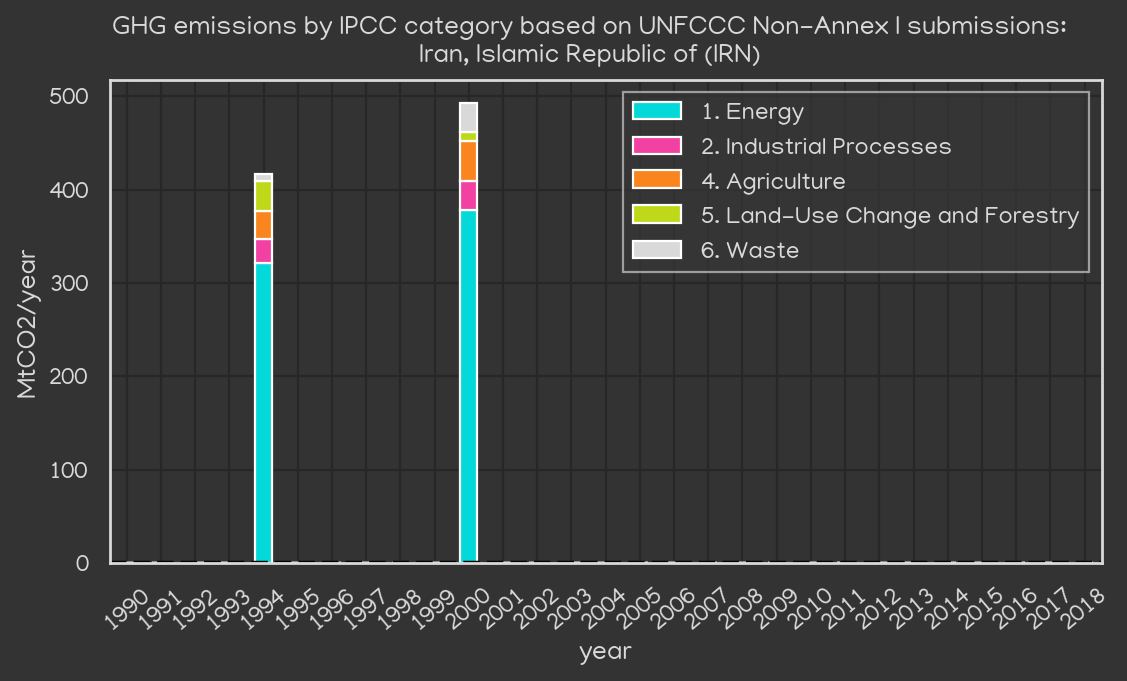 GHG emissions by IPCC category based on UNFCCC Non-Annex I submissions:
Iran, Islamic Republic of (IRN)
MtCO2/year
500
400
300
200
100
0
1. Energy
2. Industrial Processes
4. Agriculture
5. Land-Use Change and Forestry
6. Waste
1990 1991 1992 1993 1994 1995 1996 1997 1998 1999 2000 2001 2002 2003 2004 2005 2006 2007 2008 2009 2010 2011 2012 2013 2014 2015 2016 2017 2018
year